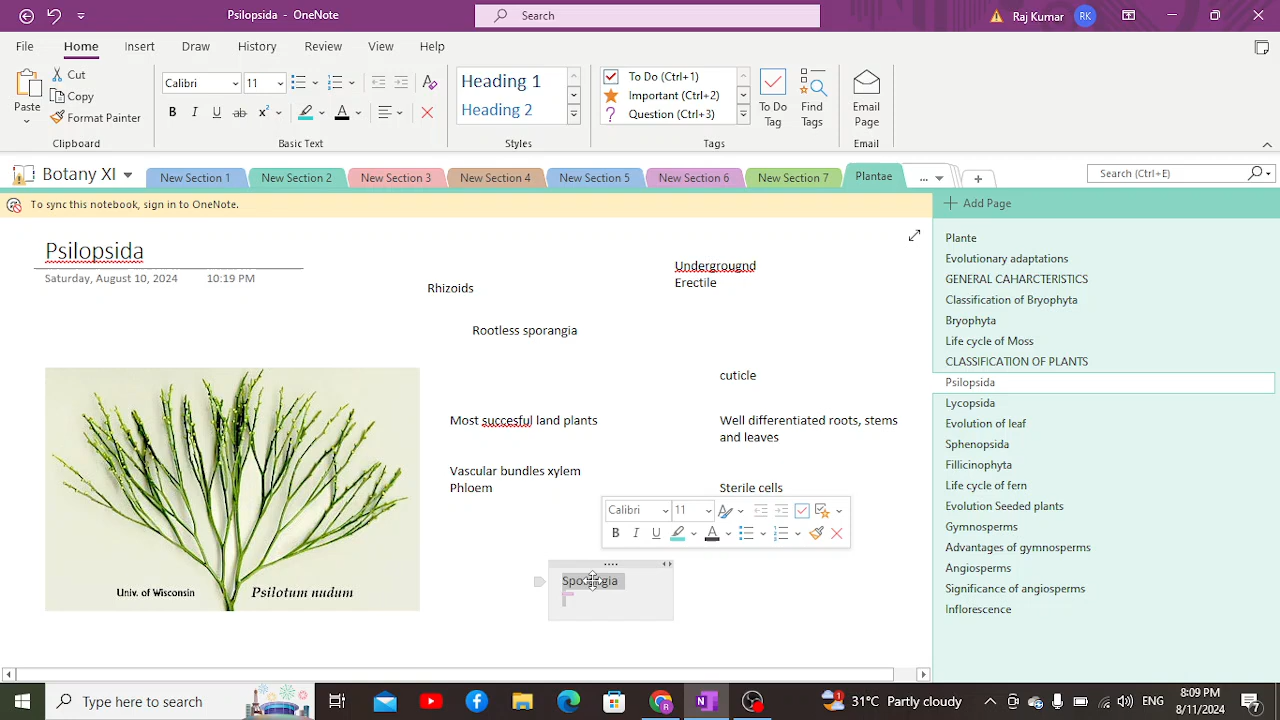 Psilopsida - OneNote
Search
Raj Kumar
RK
File
Home
Insert
Draw
History
Review
View
Help
Paste
Cut
Copy
Format Painter
Clipboard
Calibri
11
B I U ab x²
A
Basic Text
Heading 1
Heading 2
Styles
To Do (Ctrl+1)
Important (Ctrl+2)
Question (Ctrl+3)
To Do
Tag
Find
Tags
Tags
Email
Page
Email
Botany XI
New Section 1
New Section 2
New Section 3
New Section 4
New Section 5
New Section 6
New Section 7
Plantae
...
Search (Ctrl+E)
To sync this notebook, sign in to OneNote.
Add Page
Psilopsida
Saturday, August 10, 2024
10:19 PM
Rhizoids
Undergrougnd
Erectile
Rootless sporangia
cuticle
Most succesful land plants
Well differentiated roots, stems
and leaves
Vascular bundles xylem
Phloem
Sterile cells
Calibri
11
B I U
A
Sporangia
Univ. of Wisconsin
Psilotum nudum
Plante
Evolutionary adaptations
GENERAL CAHARCTERISTICS
Classification of Bryophyta
Bryophyta
Life cycle of Moss
CLASSIFICATION OF PLANTS
Psilopsida
Lycopsida
Evolution of leaf
Sphenopsida
Fillicinophyta
Life cycle of fern
Evolution Seeded plants
Gymnosperms
Advantages of gymnosperms
Angiosperms
Significance of angiosperms
Inflorescence
Type here to search
31°C Partly cloudy
ENG
8:09 PM
8/11/2024